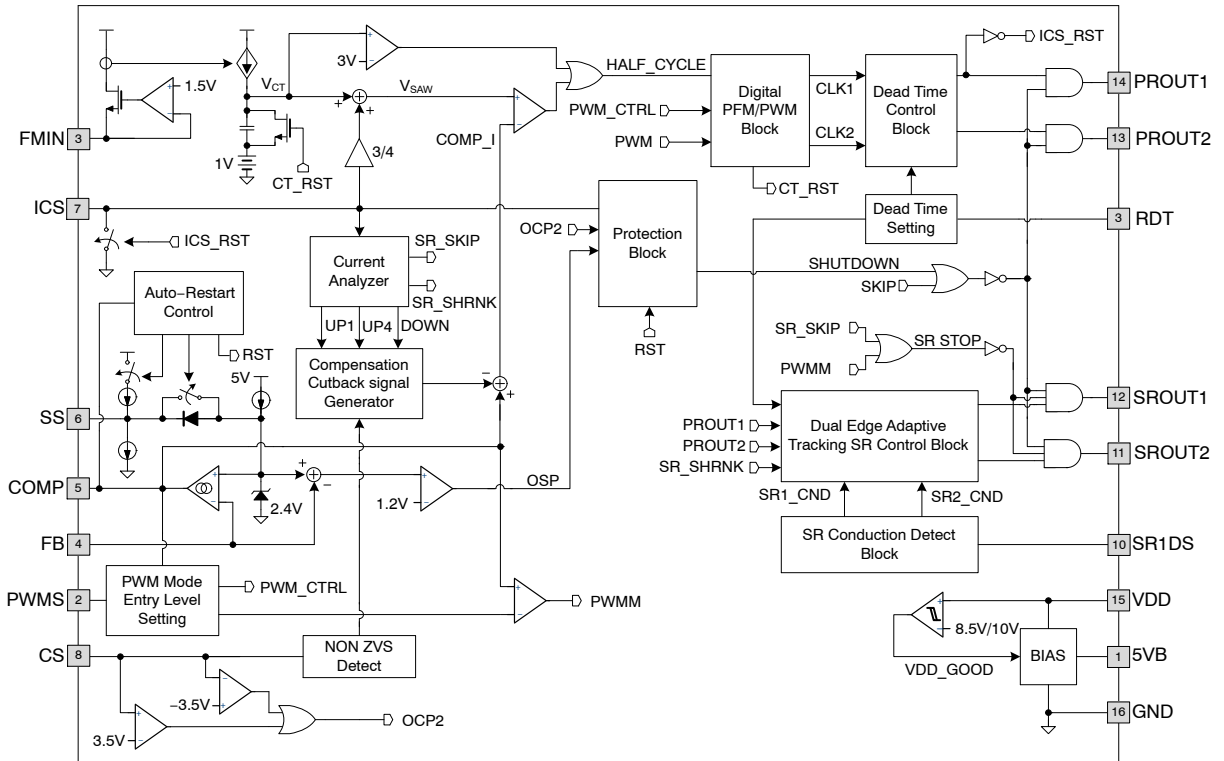 ICS_RST
1.5V
3V
V_CT
V_SAW
HALF_CYCLE
PWM_CTRL
PWM
Digital
PFM/PWM
Block
CLK1
CLK2
Dead Time
Control
Block
14
PROUT1
13
PROUT2
FMIN
3
1V
CT_RST
3/4
COMP_I
CT_RST
ICS
7
ICS_RST
OCP2
Protection
Block
Dead Time
Setting
3
RDT
Current
Analyzer
SR_SKIP
SR_SHRNK
SHUTDOWN
SKIP
Auto-Restart
Control
RST
UP1
UP4
DOWN
RST
SR_SKIP
PWMM
SR STOP
5V
Compensation
Cutback signal
Generator
SS
6
PROUT1
PROUT2
SR_SHRNK
Dual Edge Adaptive
Tracking SR Control Block
12
SROUT1
11
SROUT2
COMP
5
2.4V
1.2V
OSP
SR1_CND
SR2_CND
FB
4
SR Conduction Detect
Block
10
SR1DS
PWMS
2
PWM Mode
Entry Level
Setting
PWM_CTRL
PWMM
15
VDD
8.5V/10V
CS
8
NON ZVS
Detect
VDD_GOOD
BIAS
1
5VB
−3.5V
3.5V
OCP2
16
GND